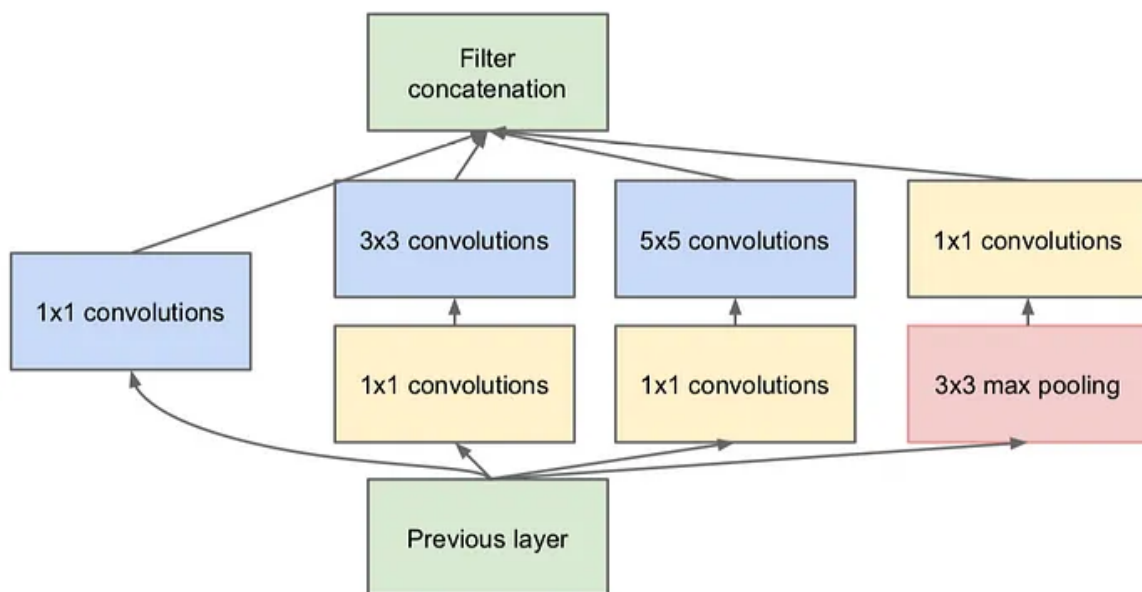 Filter
concatenation
3x3 convolutions
5x5 convolutions
1x1 convolutions
1x1 convolutions
1x1 convolutions
1x1 convolutions
3x3 max pooling
Previous layer